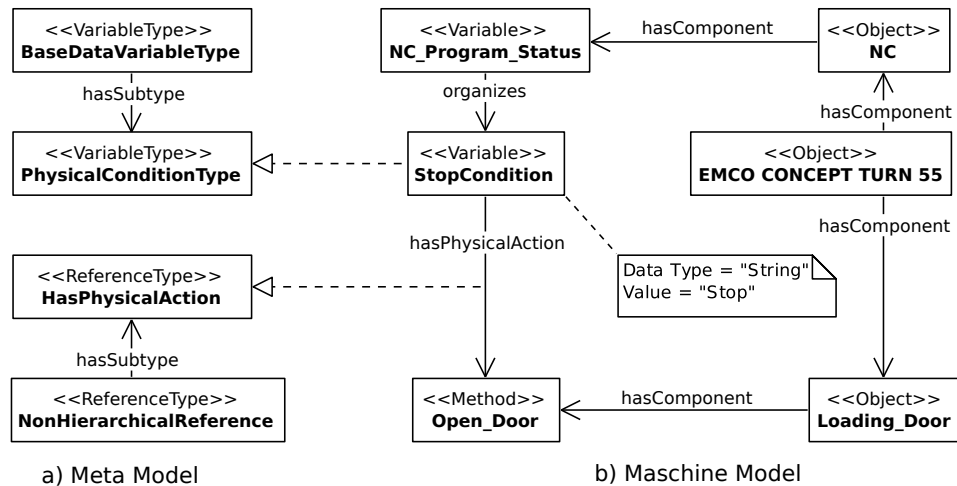 <<VariableType>>
BaseDataVariableType
hasSubtype
<<VariableType>>
PhysicalConditionType
<<ReferenceType>>
HasPhysicalAction
hasSubtype
<<ReferenceType>>
NonHierarchicalReference
a) Meta Model
<<Variable>>
NC_Program_Status
hasComponent
<<Object>>
NC
organizes
hasComponent
<<Variable>>
StopCondition
<<Object>>
EMCO CONCEPT TURN 55
hasComponent
hasPhysicalAction
Data Type = "String"
Value = "Stop"
<<Method>>
Open_Door
hasComponent
<<Object>>
Loading_Door
b) Maschine Model